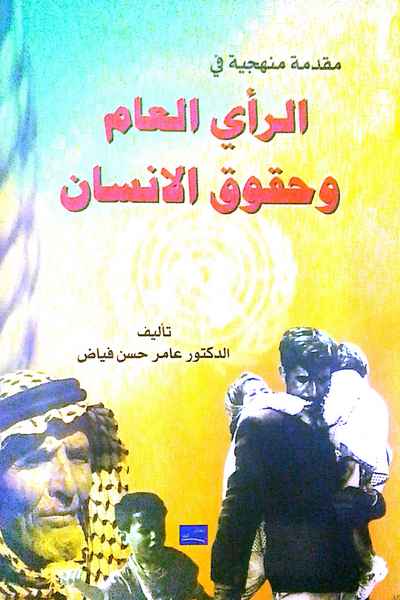 مقدمة منهجية في
الرأي العام
وحقوق الانسان
تأليف
الدكتور عامر حسن فياض